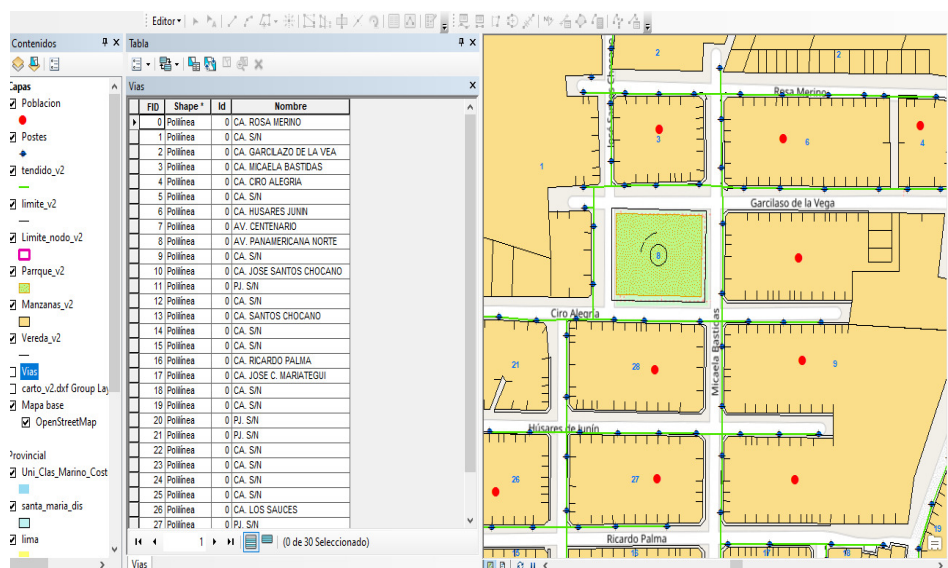 Editor
Contenidos
Tabla
Vias
Capas
Poblacion
Postes
tendido_v2
limite_v2
Limite_nodo_v2
Parrque_v2
Manzanas_v2
Vereda_v2
Vias
carto_v2.dxf Group Lay
Mapa base
OpenStreetMap
Provincial
Uni_Clas_Marino_Cost
santa_maria_dis
lima
FID Shape * Id Nombre
0 Polilínea 0 CA. ROSA MERINO
1 Polilínea 0 CA. S/N
2 Polilínea 0 CA. GARCILAZO DE LA VEA
3 Polilínea 0 CA. MICAELA BASTIDAS
4 Polilínea 0 CA. CIRO ALEGRIA
5 Polilínea 0 CA. S/N
6 Polilínea 0 CA. HUSARES JUNIN
7 Polilínea 0 AV. CENTENARIO
8 Polilínea 0 AV. PANAMERICANA NORTE
9 Polilínea 0 CA. S/N
10 Polilínea 0 CA. JOSE SANTOS CHOCANO
11 Polilínea 0 PJ. S/N
12 Polilínea 0 CA. S/N
13 Polilínea 0 CA. SANTOS CHOCANO
14 Polilínea 0 CA. S/N
15 Polilínea 0 CA. S/N
16 Polilínea 0 CA. RICARDO PALMA
17 Polilínea 0 CA. JOSE C. MARIATEGUI
18 Polilínea 0 CA. S/N
19 Polilínea 0 CA. S/N
20 Polilínea 0 PJ. S/N
21 Polilínea 0 PJ. S/N
22 Polilínea 0 CA. S/N
23 Polilínea 0 CA. S/N
24 Polilínea 0 CA. S/N
25 Polilínea 0 CA. S/N
26 Polilínea 0 CA. LOS SAUCES
27 Polilínea 0 PJ. S/N
1
(0 de 30 Seleccionado)
Vias
2
2
Rosa Merino
José Santos Chocano
1
3
6
4
Garcilaso de la Vega
8
Ciro Alegría
Micaela Bastidas
21
28
9
Húsares de Junín
26
27
Ricardo Palma
19
15
16
17
18